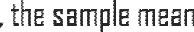 , the sample mean